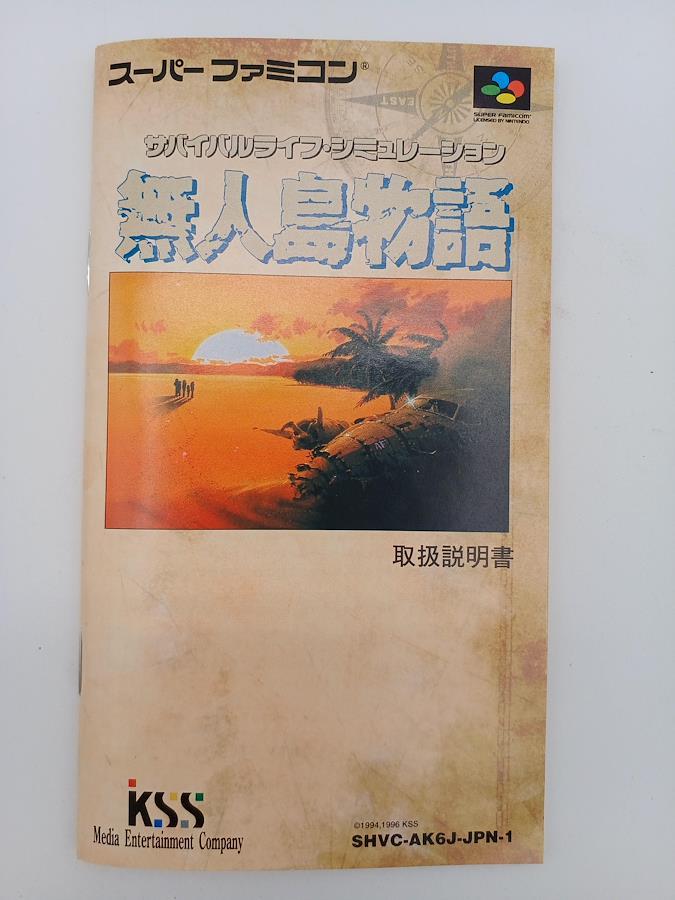 スーパーファミコン®
SUPER FAMICOM
LICENSED BY NINTENDO
EAST
サバイバルライフ・シミュレーション
無人島物語
AF
取扱説明書
KSS
Media Entertainment Company
©1994,1996 KSS
SHVC-AK6J-JPN-1